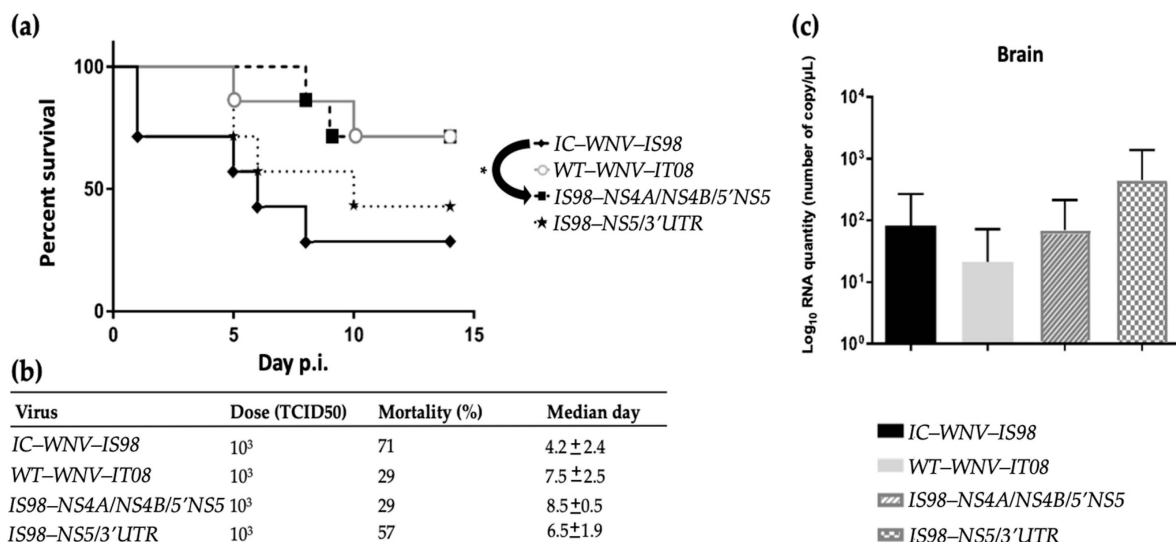 (a)
100
50
0
Percent survival
0
5
10
15
Day p.i.
*
IC–WNV–IS98
WT–WNV–IT08
IS98–NS4A/NS4B/5’NS5
IS98–NS5/3’UTR
(b)
Virus Dose (TCID50) Mortality (%) Median day
IC–WNV–IS98 10³ 71 4.2 ±2.4
WT–WNV–IT08 10³ 29 7.5 ±2.5
IS98–NS4A/NS4B/5’NS5 10³ 29 8.5±0.5
IS98–NS5/3’UTR 10³ 57 6.5±1.9
(c)
Brain
Log₁₀ RNA quantity (number of copy/µL)
10⁴
10³
10²
10¹
10⁰
IC–WNV–IS98
WT–WNV–IT08
IS98–NS4A/NS4B/5’NS5
IS98–NS5/3’UTR